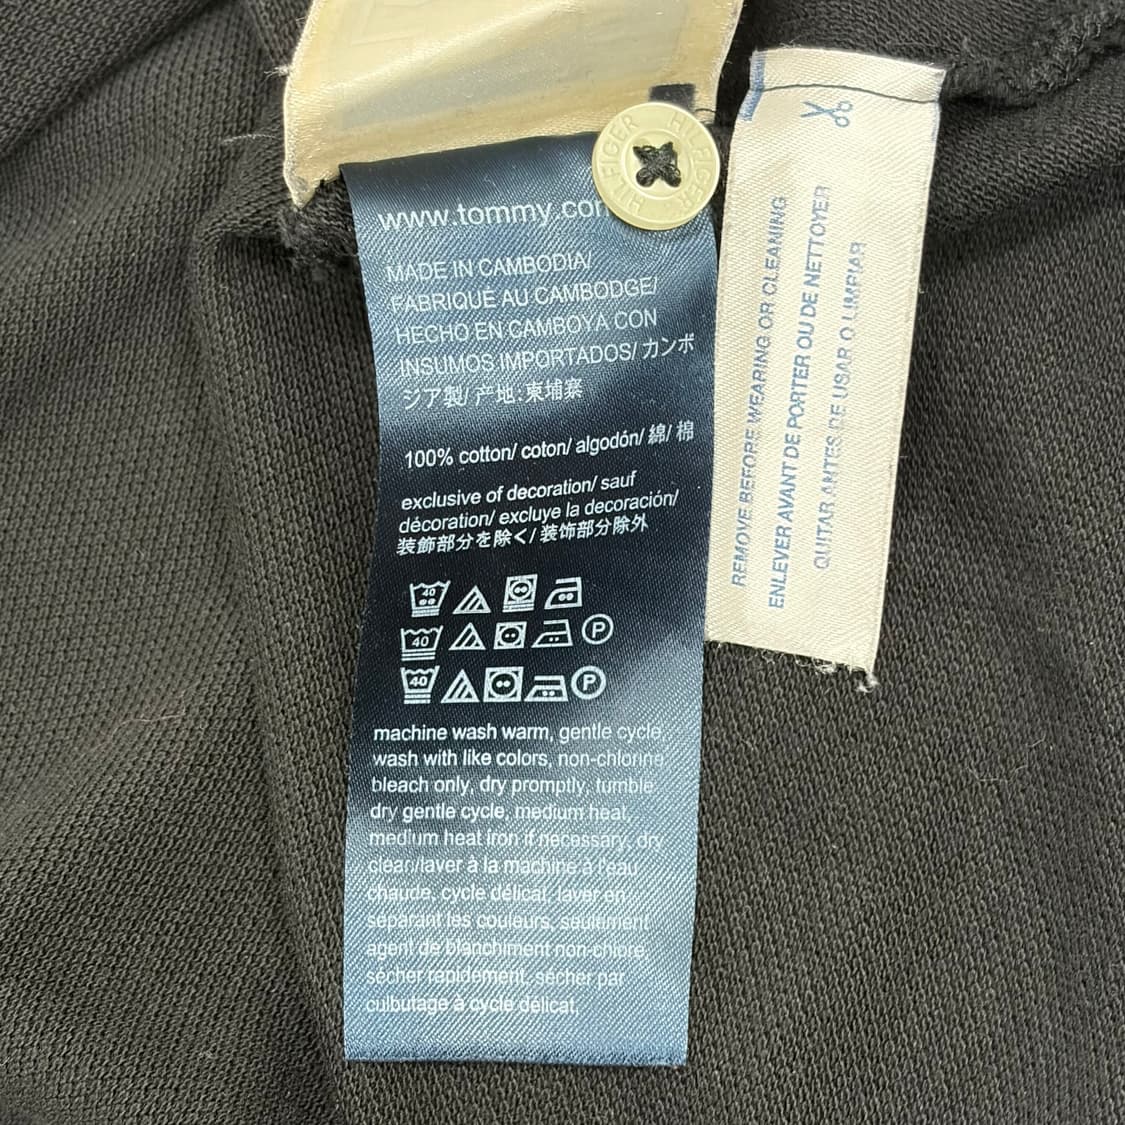 www.tommy.com
MADE IN CAMBODIA/
FABRIQUÉ AU CAMBODGE/
HECHO EN CAMBOYA CON
INSUMOS IMPORTADOS/ カンボ
ジア製/ 产地:柬埔寨
100% cotton/ coton/ algodón/ 綿/ 棉
exclusive of decoration/ sauf
décoration/ excluye la decoración/
装飾部分を除く/ 装饰部分除外
40
40 P
40 P
machine wash warm, gentle cycle,
wash with like colors, non-chlorine
bleach only, dry promptly, tumble
dry gentle cycle, medium heat,
medium heat iron if necessary, dry
clean/laver à la machine à l'eau
chaude, cycle délicat, laver en
séparant les couleurs, seulement
agent de blanchiment non-chlore,
sécher rapidement, sécher par
culbutage à cycle délicat,
HILFIGER HILFIGER
REMOVE BEFORE WEARING OR CLEANING
ENLEVER AVANT DE PORTER OU DE NETTOYER
QUITAR ANTES DE USAR O LIMPIAR